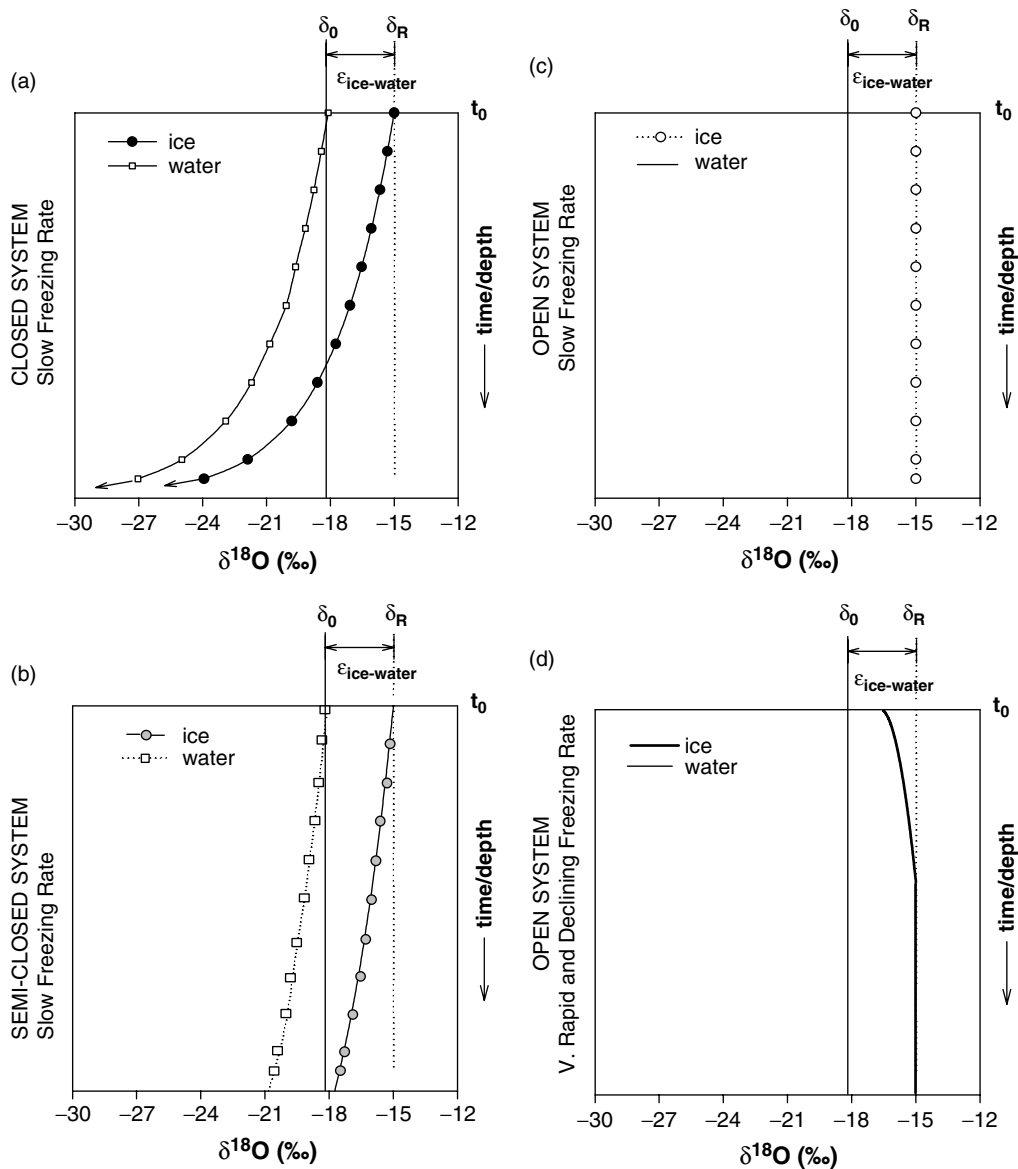 (a)
δ0 δR
εice-water
t0
ice
water
CLOSED SYSTEM
Slow Freezing Rate
time/depth
−30 −27 −24 −21 −18 −15 −12
δ18O (‰)
(c)
δ0 δR
εice-water
t0
ice
water
OPEN SYSTEM
Slow Freezing Rate
time/depth
−30 −27 −24 −21 −18 −15 −12
δ18O (‰)
(b)
δ0 δR
εice-water
t0
ice
water
SEMI-CLOSED SYSTEM
Slow Freezing Rate
time/depth
−30 −27 −24 −21 −18 −15 −12
δ18O (‰)
(d)
δ0 δR
εice-water
t0
ice
water
OPEN SYSTEM
V. Rapid and Declining Freezing Rate
time/depth
−30 −27 −24 −21 −18 −15 −12
δ18O (‰)